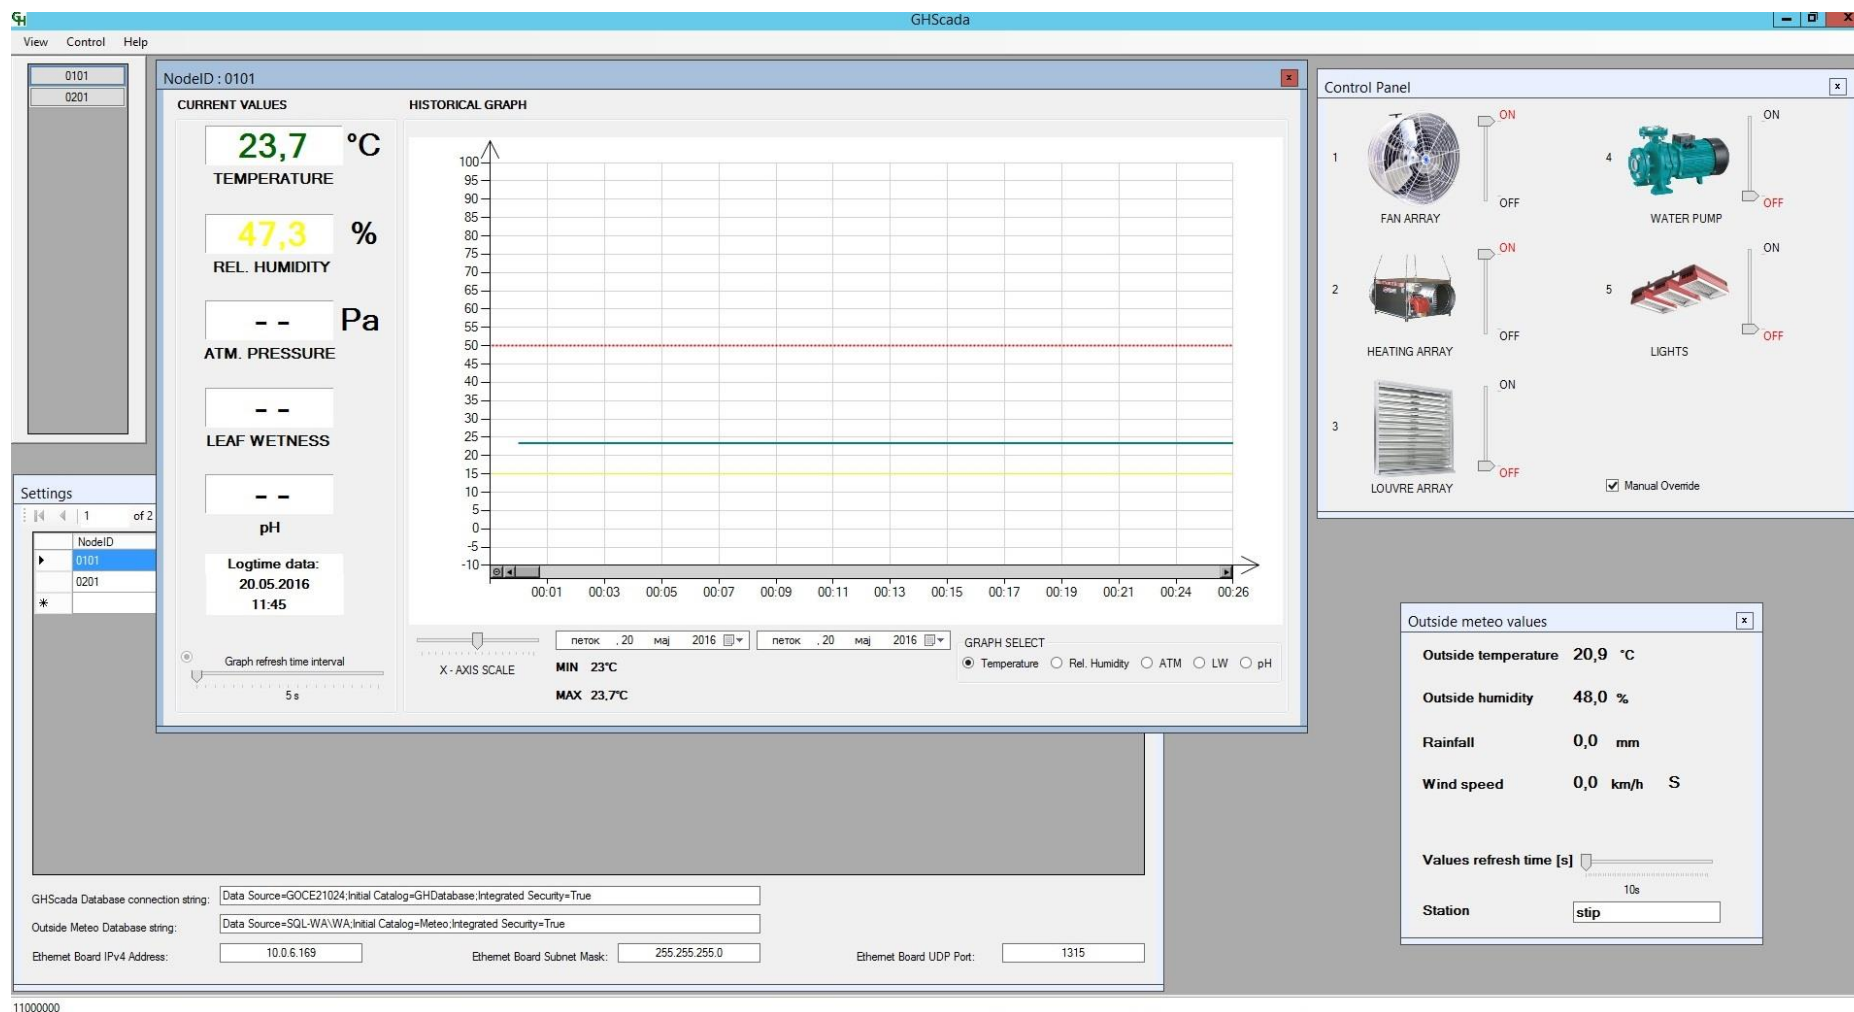 GHScada
View Control Help
0101
0201
NodeID : 0101
CURRENT VALUES
23,7 °C
TEMPERATURE
47,3 %
REL. HUMIDITY
- - Pa
ATM. PRESSURE
- -
LEAF WETNESS
- -
pH
Logtime data:
20.05.2016
11:45
Graph refresh time interval
5 s
HISTORICAL GRAPH
100
95
90
85
80
75
70
65
60
55
50
45
40
35
30
25
20
15
10
5
0
-5
-10
00:01 00:03 00:05 00:07 00:09 00:11 00:13 00:15 00:17 00:19 00:21 00:24 00:26
X - AXIS SCALE
петок , 20 мај 2016
петок , 20 мај 2016
MIN 23°C
MAX 23,7°C
GRAPH SELECT
Temperature Rel. Humidity ATM LW pH
Control Panel
1 ON
OFF
FAN ARRAY
2 ON
OFF
HEATING ARRAY
3 ON
OFF
LOUVRE ARRAY
4 ON
OFF
WATER PUMP
5 ON
OFF
LIGHTS
Manual Override
Settings
1 of 2
NodeID
0101
0201
GHScada Database connection string: Data Source=GOCE21024;Initial Catalog=GHDatabase;Integrated Security=True
Outside Meteo Database string: Data Source=SQL-WA\WA;Initial Catalog=Meteo;Integrated Security=True
Ethernet Board IPv4 Address: 10.0.6.169 Ethernet Board Subnet Mask: 255.255.255.0 Ethernet Board UDP Port: 1315
Outside meteo values
Outside temperature 20,9 °C
Outside humidity 48,0 %
Rainfall 0,0 mm
Wind speed 0,0 km/h S
Values refresh time [s]
10s
Station stip
11000000